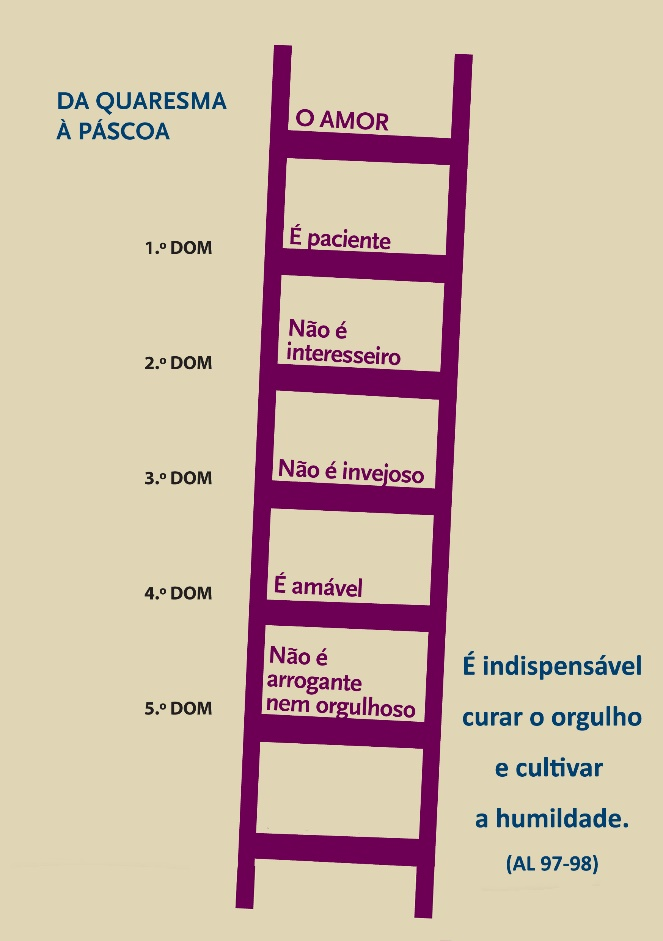 DA QUARESMA
À PÁSCOA
O AMOR
1.º DOM
É paciente
2.º DOM
Não é
interesseiro
3.º DOM
Não é invejoso
4.º DOM
É amável
5.º DOM
Não é
arrogante
nem orgulhoso
É indispensável
curar o orgulho
e cultivar
a humildade.
(AL 97-98)